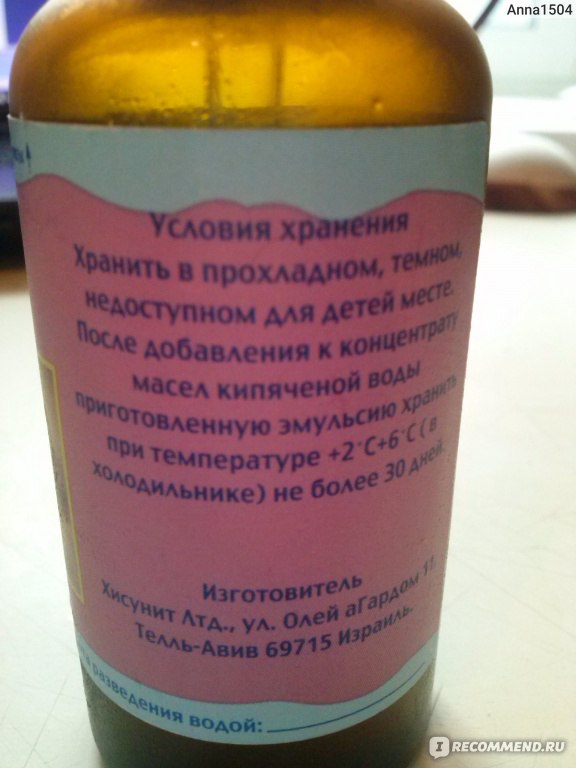 Anna1504
Условия хранения
Хранить в прохладном, темном,
недоступном для детей месте.
После добавления к концентрату
масел кипяченой воды
приготовленную эмульсию хранить
при температуре +2°С+6°С ( в
холодильнике) не более 30 дней.
Изготовитель
Хисунит Лтд., ул. Олей аГардом 11,
Телль-Авив 69715 Израиль.
разведения водой:
IRECOMMEND.RU